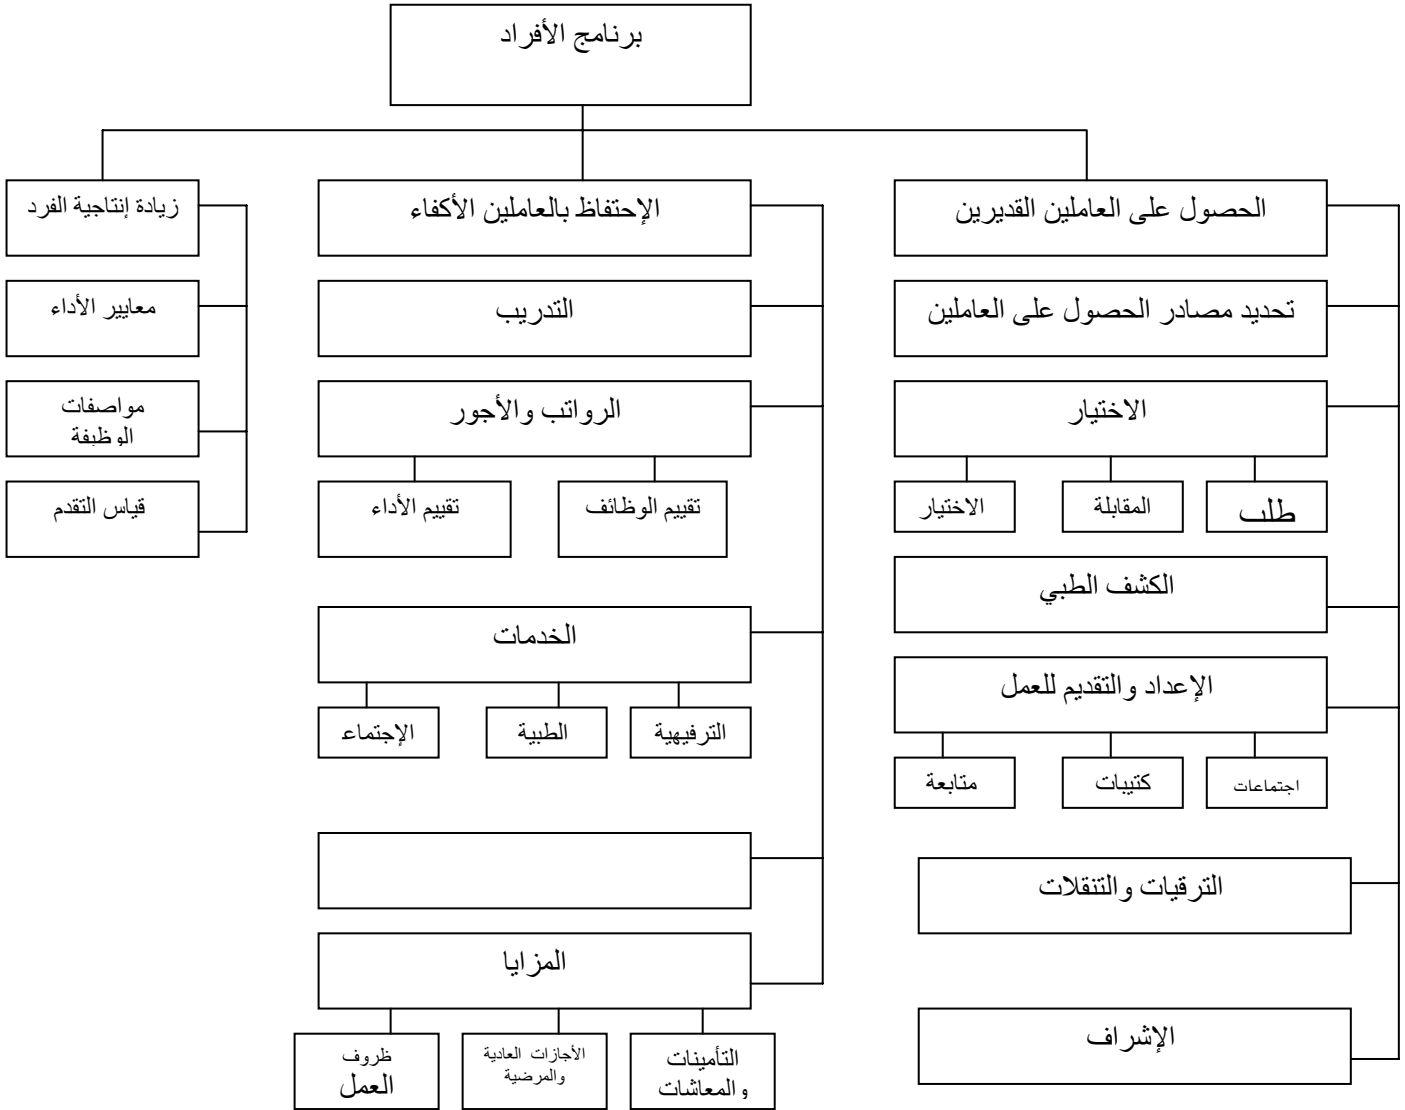 برنامج الأفراد
الحصول على العاملين القديرين
الإحتفاظ بالعاملين الأكفاء
زيادة إنتاجية الفرد
تحديد مصادر الحصول على العاملين
التدريب
معايير الأداء
الاختيار
الرواتب والأجور
مواصفات
الوظيفة
طلب
المقابلة
الاختيار
تقييم الوظائف
تقييم الأداء
قياس التقدم
الكشف الطبي
الخدمات
الإعداد والتقديم للعمل
الترفيهية
الطبية
الإجتماع
اجتماعات
كتيبات
متابعة
الترقيات والتنقلات
المزايا
الإشراف
التأمينات
والمعاشات
الأجازات العادية
والمرضية
ظروف
العمل